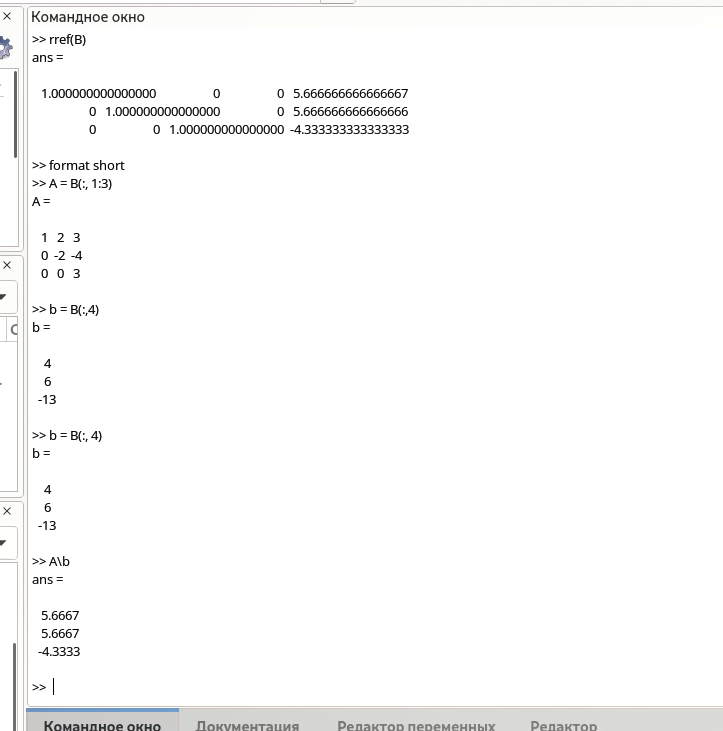 Командное окно
>> rref(B)
ans =
1.000000000000000 0 0 5.666666666666667
0 1.000000000000000 0 5.666666666666666
0 0 1.000000000000000 -4.333333333333333
>> format short
>> A = B(:, 1:3)
A =
1 2 3
0 -2 -4
0 0 3
>> b = B(:,4)
b =
4
6
-13
>> b = B(:, 4)
b =
4
6
-13
>> A\b
ans =
5.6667
5.6667
-4.3333
>>
Командное окно Документация Редактор переменных Редактор